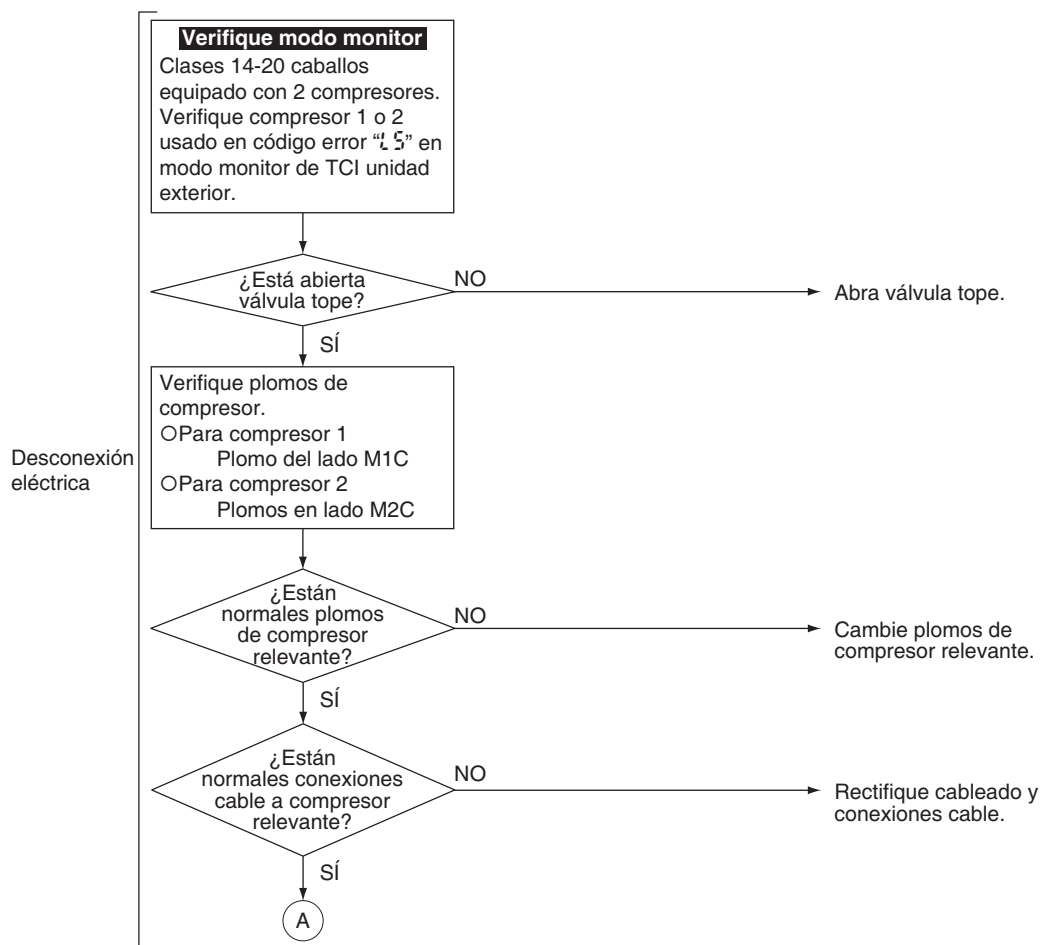 Verifique modo monitor
Clases 14-20 caballos
equipado con 2 compresores.
Verifique compresor 1 o 2
usado en código error “L5” en
modo monitor de TCI unidad
exterior.
¿Está abierta
válvula tope?
NO
Abra válvula tope.
SÍ
Verifique plomos de
compresor.
○Para compresor 1
Plomo del lado M1C
○Para compresor 2
Plomos en lado M2C
Desconexión
eléctrica
¿Están
normales plomos
de compresor
relevante?
NO
Cambie plomos de
compresor relevante.
SÍ
¿Están
normales conexiones
cable a compresor
relevante?
NO
Rectifique cableado y
conexiones cable.
SÍ
A